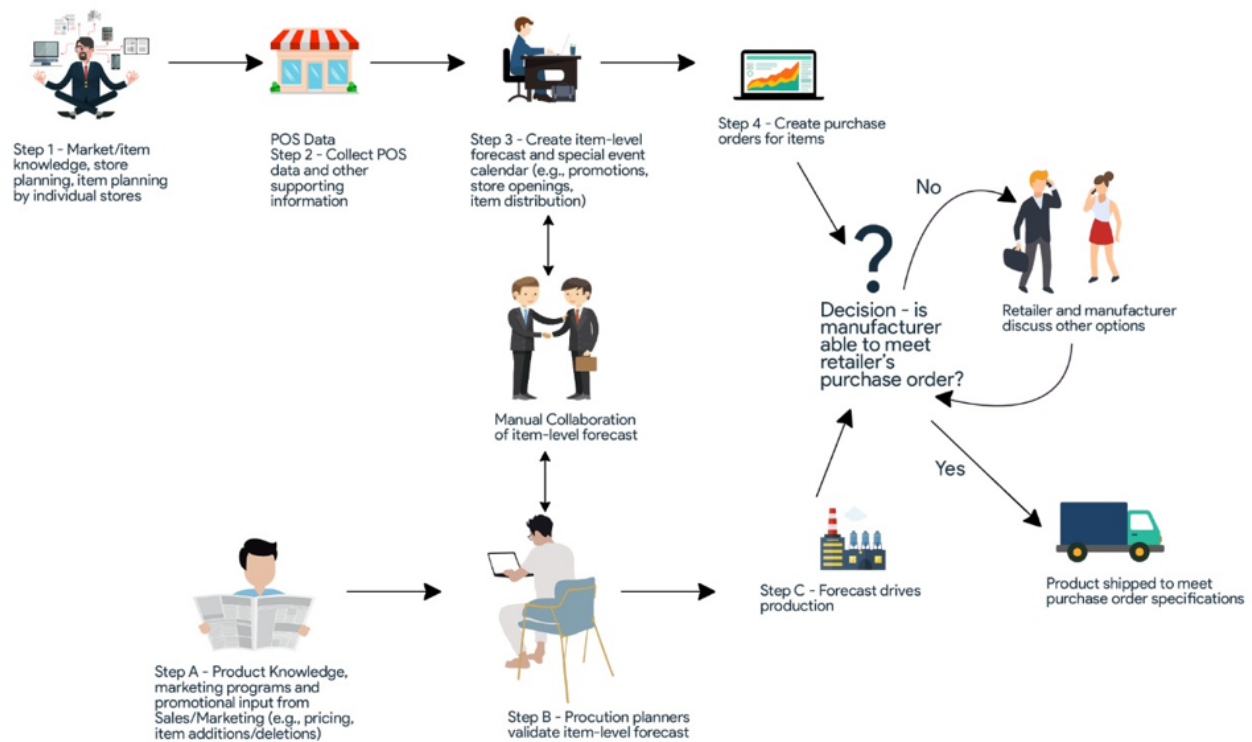 Step 1 - Market/item
knowledge, store
planning, item planning
by individual stores
POS Data
Step 2 - Collect POS
data and other
supporting
information
Step 3 - Create item-level
forecast and special event
calendar (e.g., promotions,
store openings,
item distribution)
Step 4 - Create purchase
orders for items
No
?
Decision - is
manufacturer
able to meet
retailer's
purchase order?
Retailer and manufacturer
discuss other options
Manual Collaboration
of item-level forecast
Yes
Step C - Forecast drives
production
Product shipped to meet
purchase order specifications
Step A - Product Knowledge,
marketing programs and
promotional input from
Sales/Marketing (e.g., pricing,
item additions/deletions)
Step B - Procution planners
validate item-level forecast